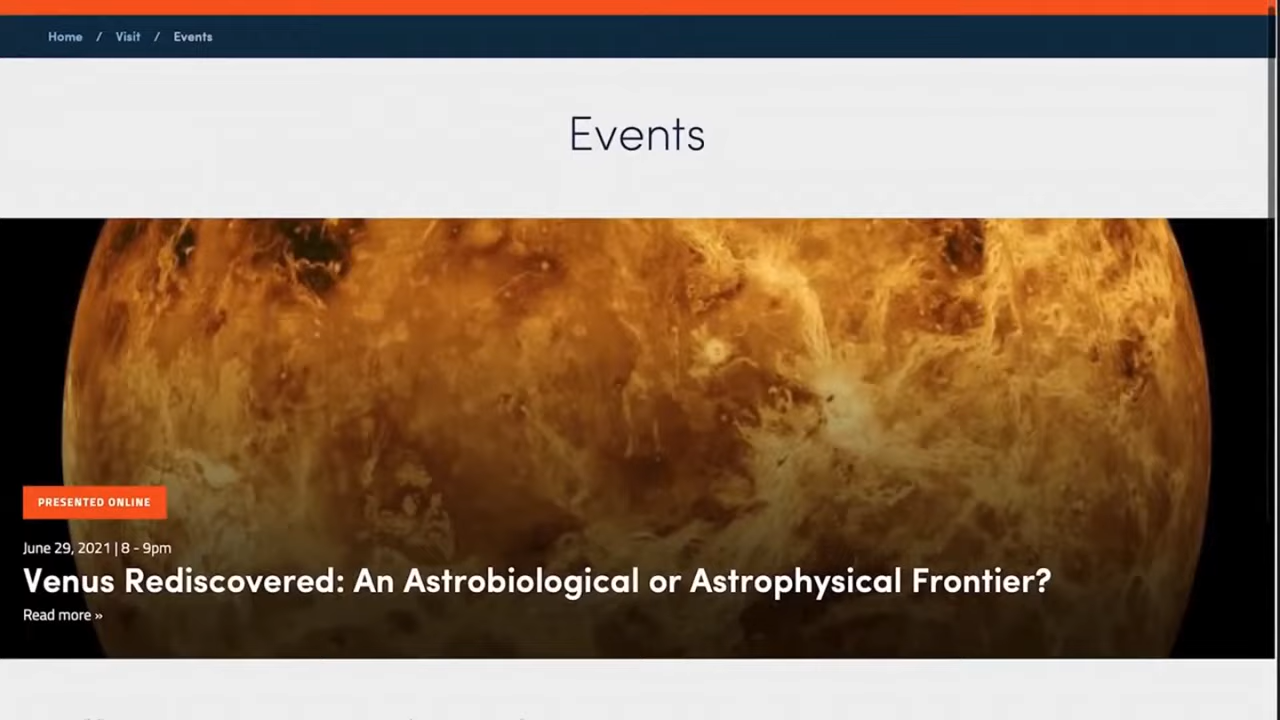 Home / Visit / Events
Events
PRESENTED ONLINE
June 29, 2021 | 8 - 9pm
Venus Rediscovered: An Astrobiological or Astrophysical Frontier?
Read more »